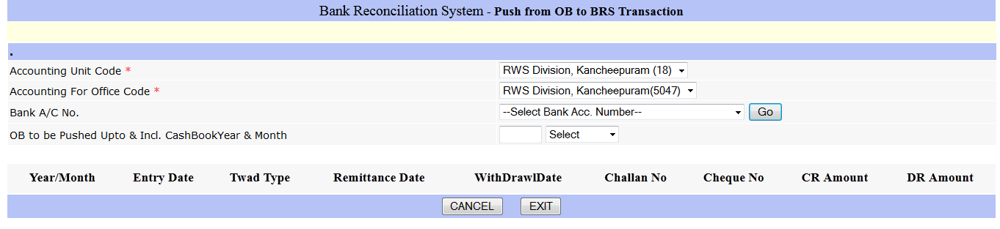 Bank Reconciliation System - Push from OB to BRS Transaction
.
Accounting Unit Code * RWS Division, Kancheepuram (18)
Accounting For Office Code * RWS Division, Kancheepuram(5047)
Bank A/C No. --Select Bank Acc. Number-- Go
OB to be Pushed Upto & Incl. CashBookYear & Month Select
Year/Month Entry Date Twad Type Remittance Date WithDrawlDate Challan No Cheque No CR Amount DR Amount
CANCEL EXIT